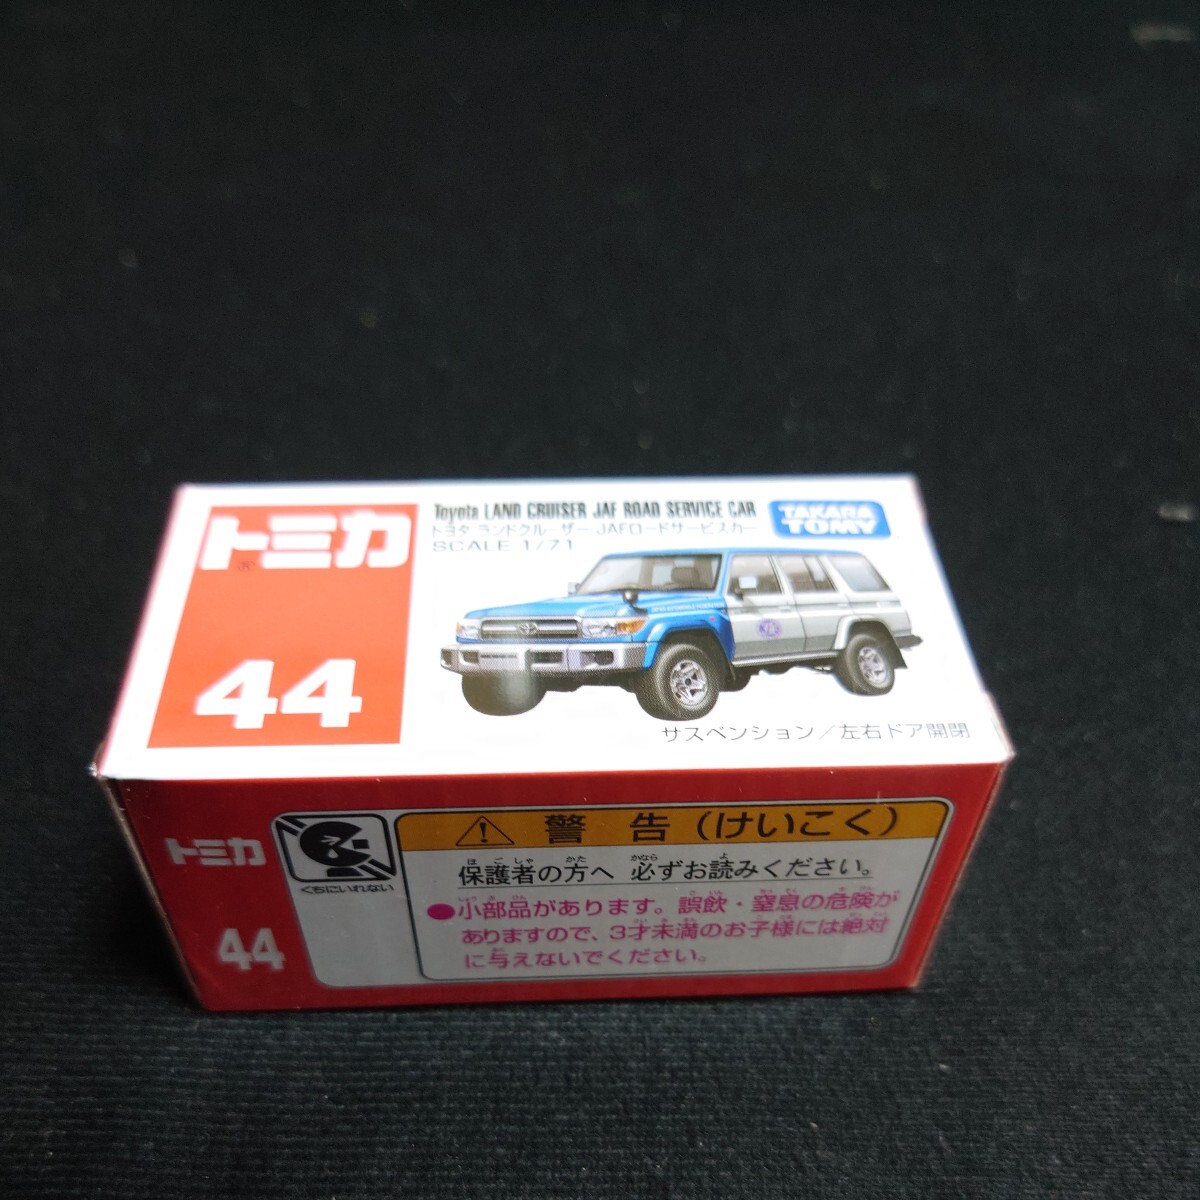 トミカ
®
44
Toyota LAND CRUISER JAF ROAD SERVICE CAR
トヨタ ランドクルーザー JAFロードサービスカー
SCALE 1/71
TAKARA
TOMY
サスペンション/左右ドア開閉
トミカ
44
くちにいれない
警 告 (けいこく)
保護者の方へ 必ずお読みください。
●小部品があります。誤飲・窒息の危険が
ありますので、3才未満のお子様には絶対
に与えないでください。